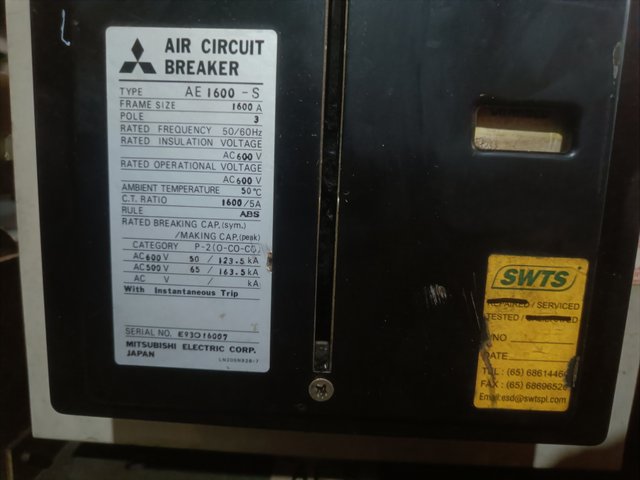 AIR CIRCUIT
BREAKER
TYPE AE 1600 - S
FRAME SIZE 1600 A
POLE 3
RATED FREQUENCY 50/60Hz
RATED INSULATION VOLTAGE
AC 600 V
RATED OPERATIONAL VOLTAGE
AC 600 V
AMBIENT TEMPERATURE 50°C
C.T. RATIO 1600/5A
RULE ABS
RATED BREAKING CAP.(sym.)
/MAKING CAP.(peak)
CATEGORY P-2(O-CO-CO)
AC 600 V 50 / 123.5 kA
AC 500 V 65 / 163.5 kA
AC V / kA
With Instantaneous Trip
SERIAL NO.
MITSUBISHI ELECTRIC CORP.
JAPAN
SWTS
REPAIRED / SERVICED
TESTED /
/NO
DATE
TEL : (65) 6861446
FAX : (65) 6869652
Email:esd@swtspl.com